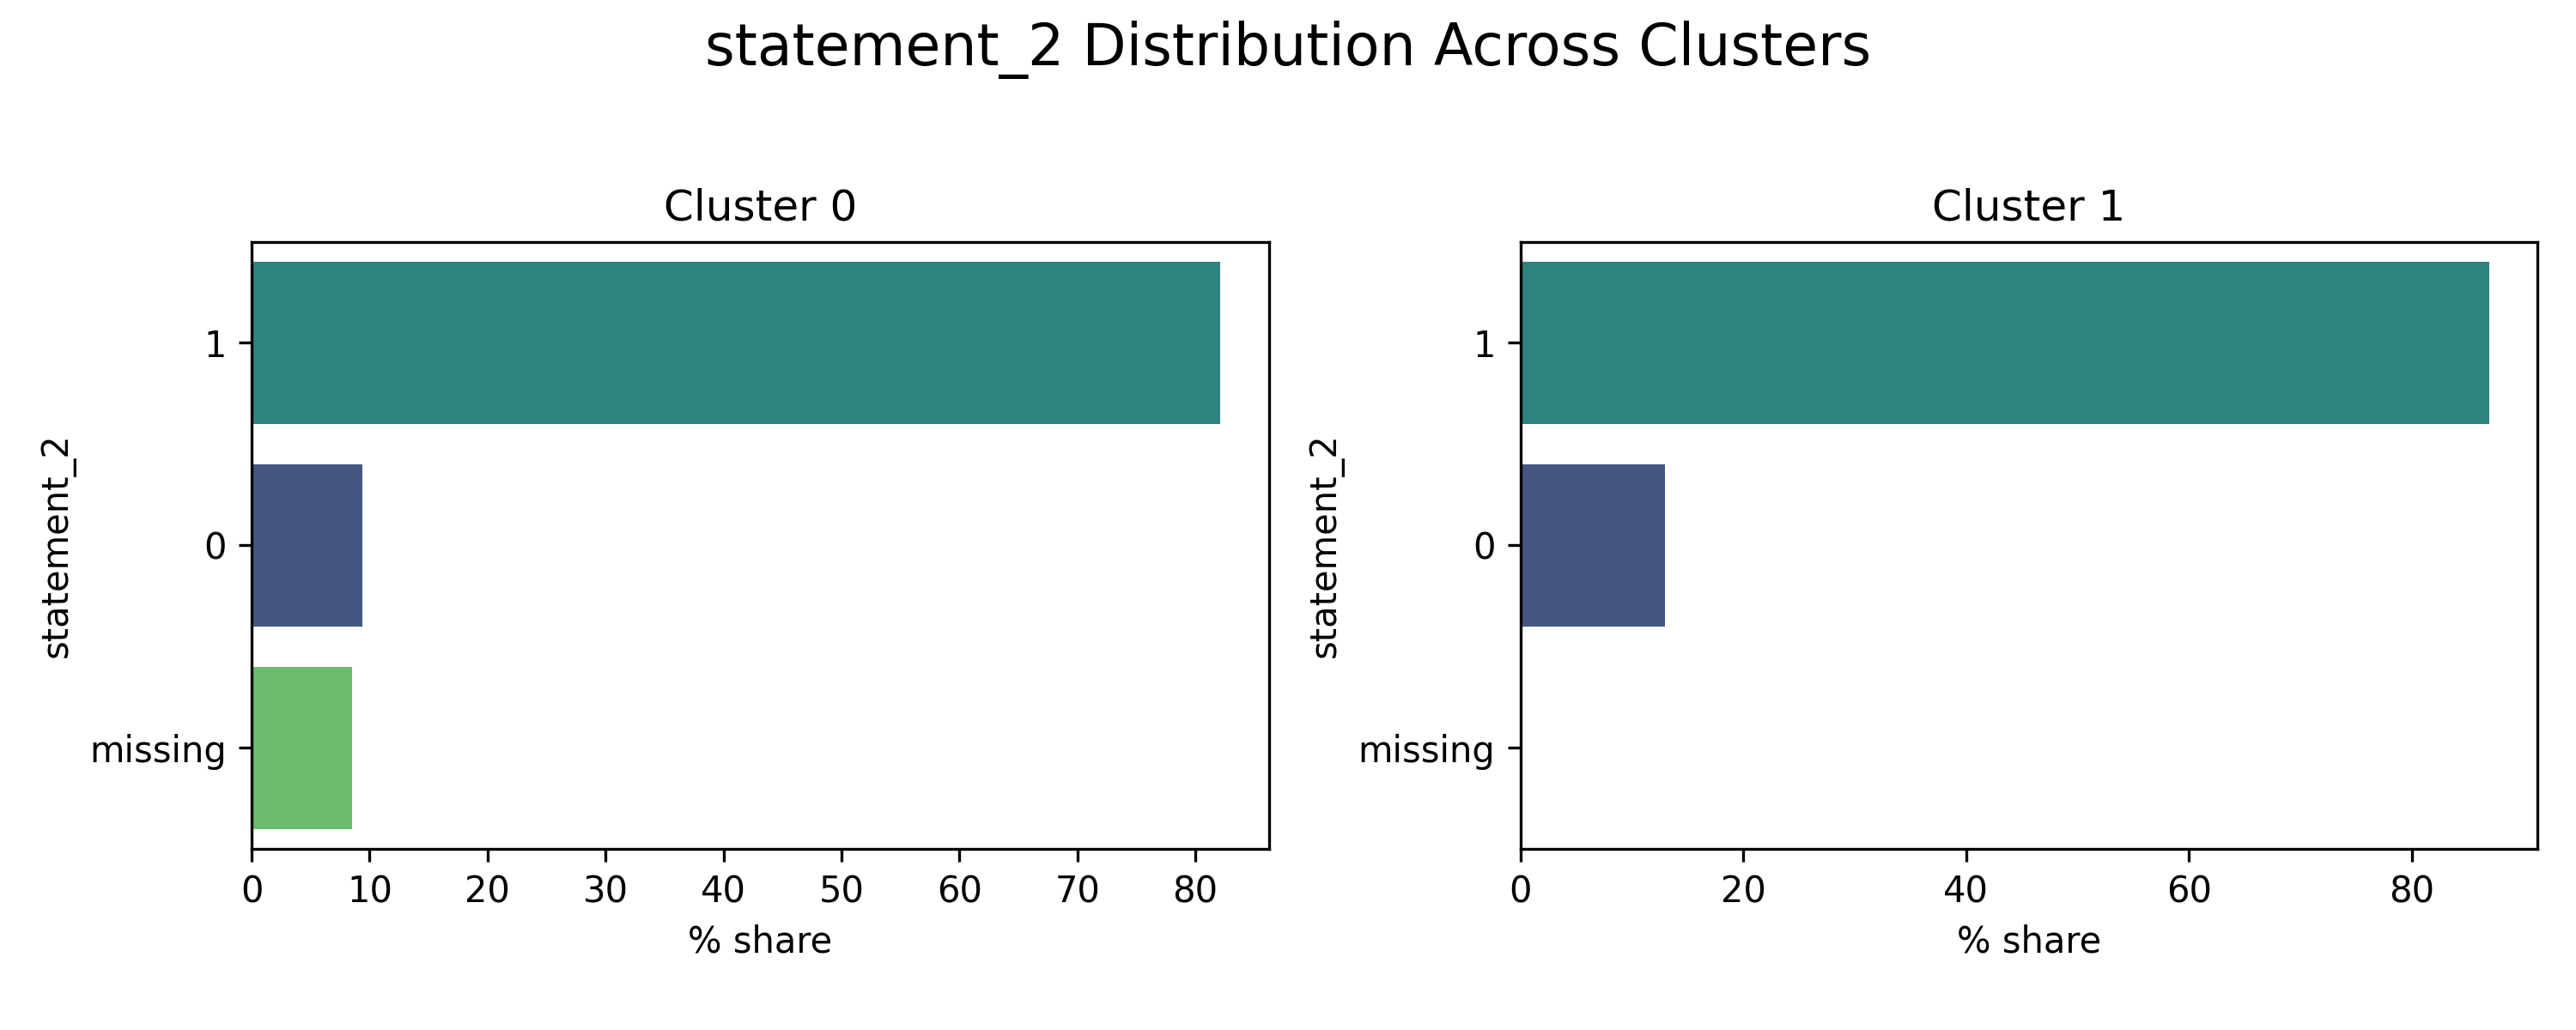 statement_2 Distribution Across Clusters
Cluster 0
statement_2
1
0
missing
0 10 20 30 40 50 60 70 80
% share
Cluster 1
statement_2
1
0
missing
0 20 40 60 80
% share